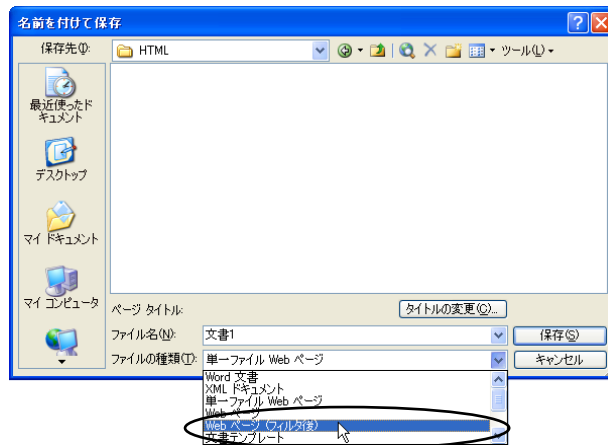 名前を付けて保存
保存先(I):
HTML
ツール(L)
最近使ったド
キュメント
デスクトップ
マイ ドキュメント
マイ コンピュータ
ページ タイトル:
タイトルの変更(C)...
ファイル名(N):
文書1
保存(S)
ファイルの種類(T):
単一ファイル Web ページ
キャンセル
Word 文書
XML ドキュメント
単一ファイル Web ページ
Web ページ
Web ページ (フィルタ後)
文書テンプレート